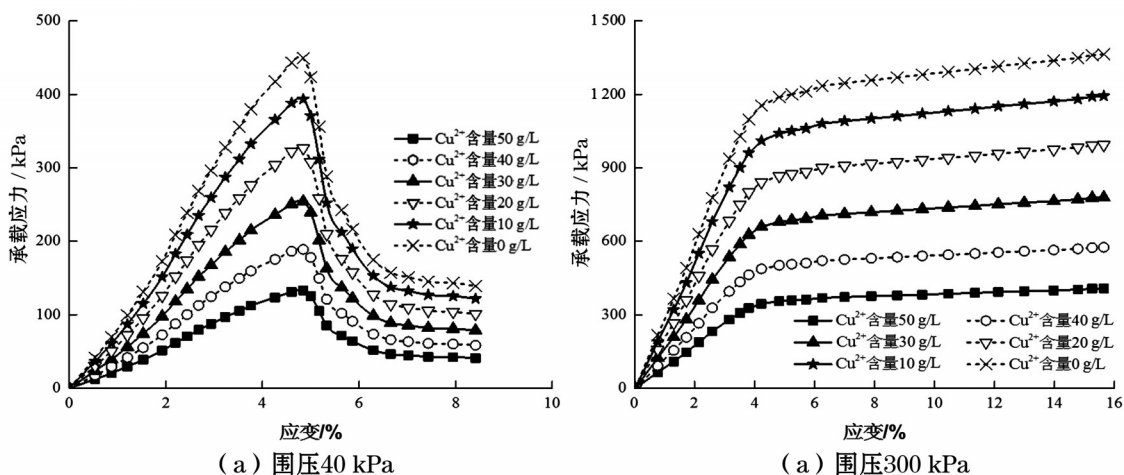 500
400
300
200
100
0
承载应力 / kPa
Cu²⁺含量50 g/L
Cu²⁺含量40 g/L
Cu²⁺含量30 g/L
Cu²⁺含量20 g/L
Cu²⁺含量10 g/L
Cu²⁺含量0 g/L
0 2 4 6 8 10
应变/%
（a）围压40 kPa
1 500
1 200
900
600
300
0
承载应力 / kPa
Cu²⁺含量50 g/L Cu²⁺含量40 g/L
Cu²⁺含量30 g/L Cu²⁺含量20 g/L
Cu²⁺含量10 g/L Cu²⁺含量0 g/L
0 2 4 6 8 10 12 14 16
应变/%
（a）围压300 kPa